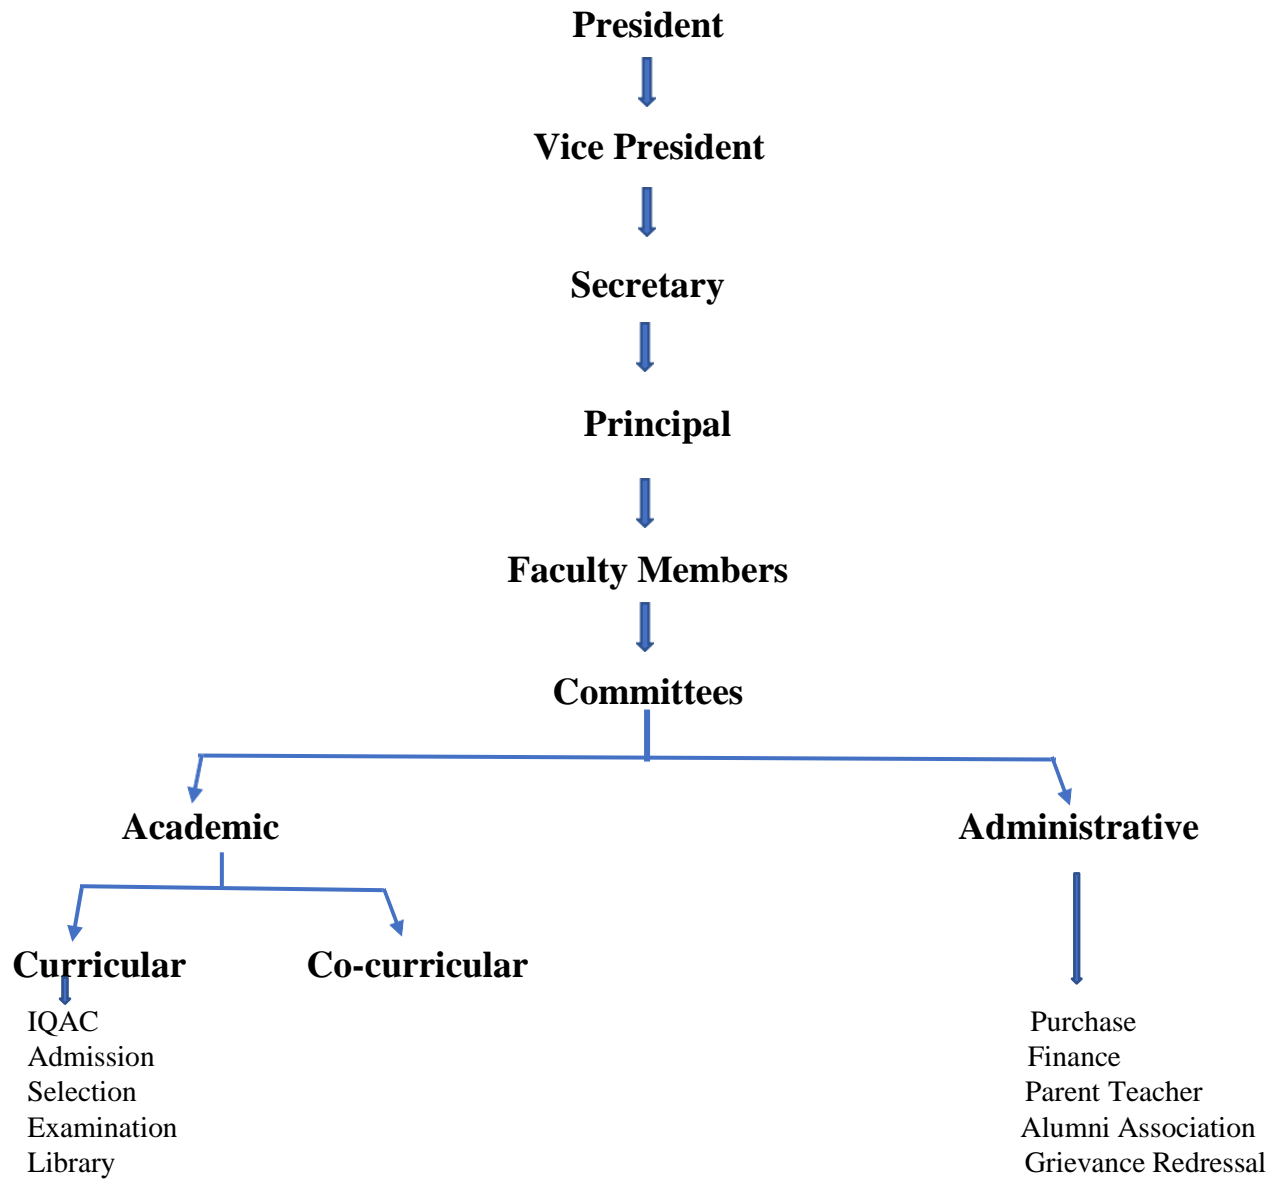 President
Vice President
Secretary
Principal
Faculty Members
Committees
Academic
Administrative
Curricular
Co-curricular
IQAC
Admission
Selection
Examination
Library
Purchase
Finance
Parent Teacher
Alumni Association
Grievance Redressal